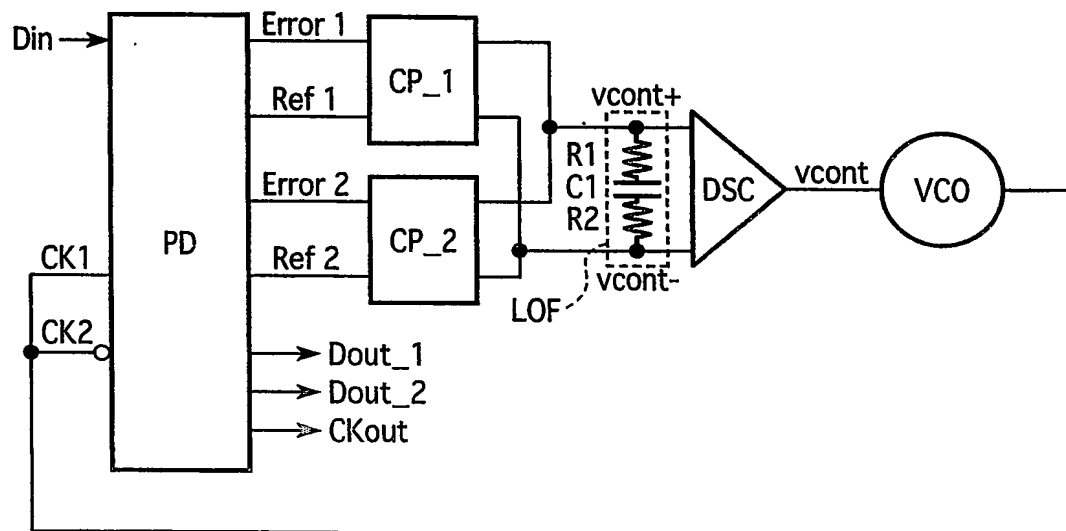 Din
Error 1
Ref 1
CP_1
Error 2
Ref 2
CP_2
PD
CK1
CK2
Dout_1
Dout_2
CKout
vcont+
R1
C1
R2
vcont-
LOF
DSC
vcont
VCO